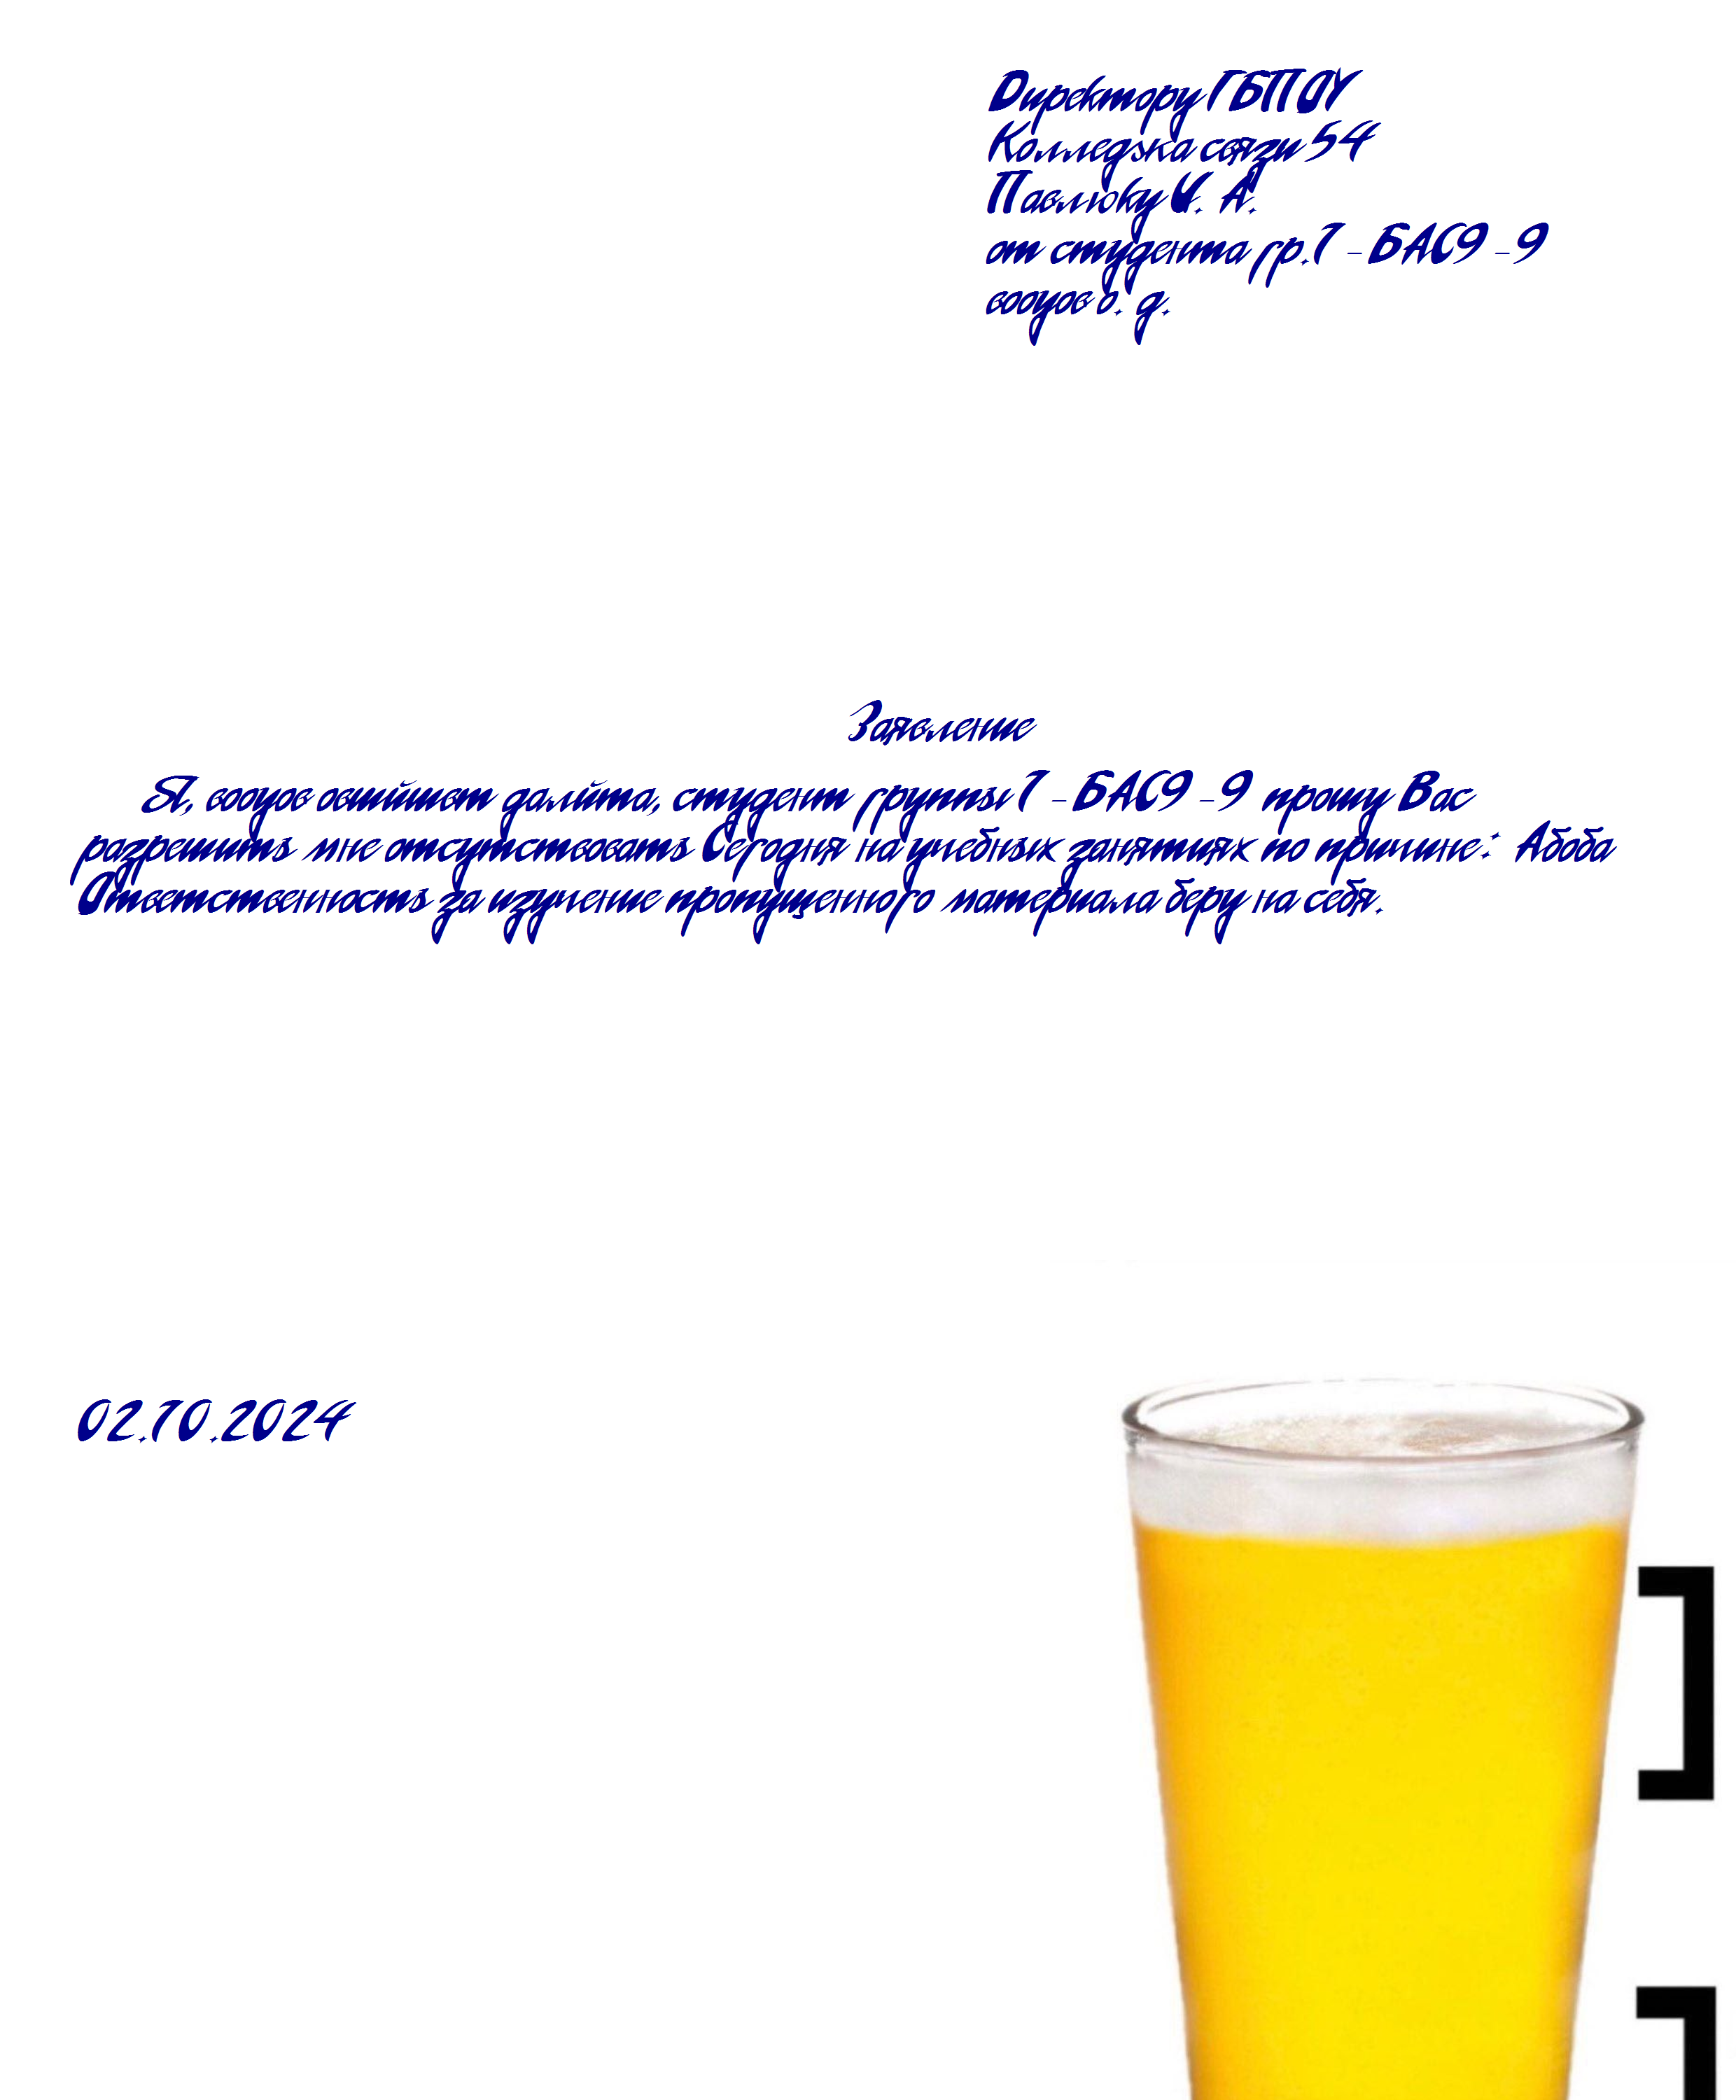 Директору ГБПОУ
Колледжа связи 54
Павлюку И. А.
от студента гр.1-БАС9-9
вооуов о. д.
Заявление
Я, вооуов овшйшвт далйта, студент группы 1-БАС9-9 прошу Вас
разрешить мне отсутствовать Сегодня на учебных занятиях по причине: Абоба
Ответственность за изучение пропущенного материала беру на себя.
02.10.2024